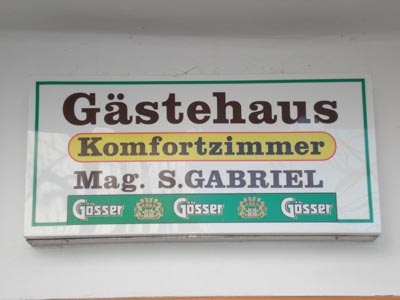 Gästehaus
Komfortzimmer
Mag. S.GABRIEL
Gösser Gösser Gösser